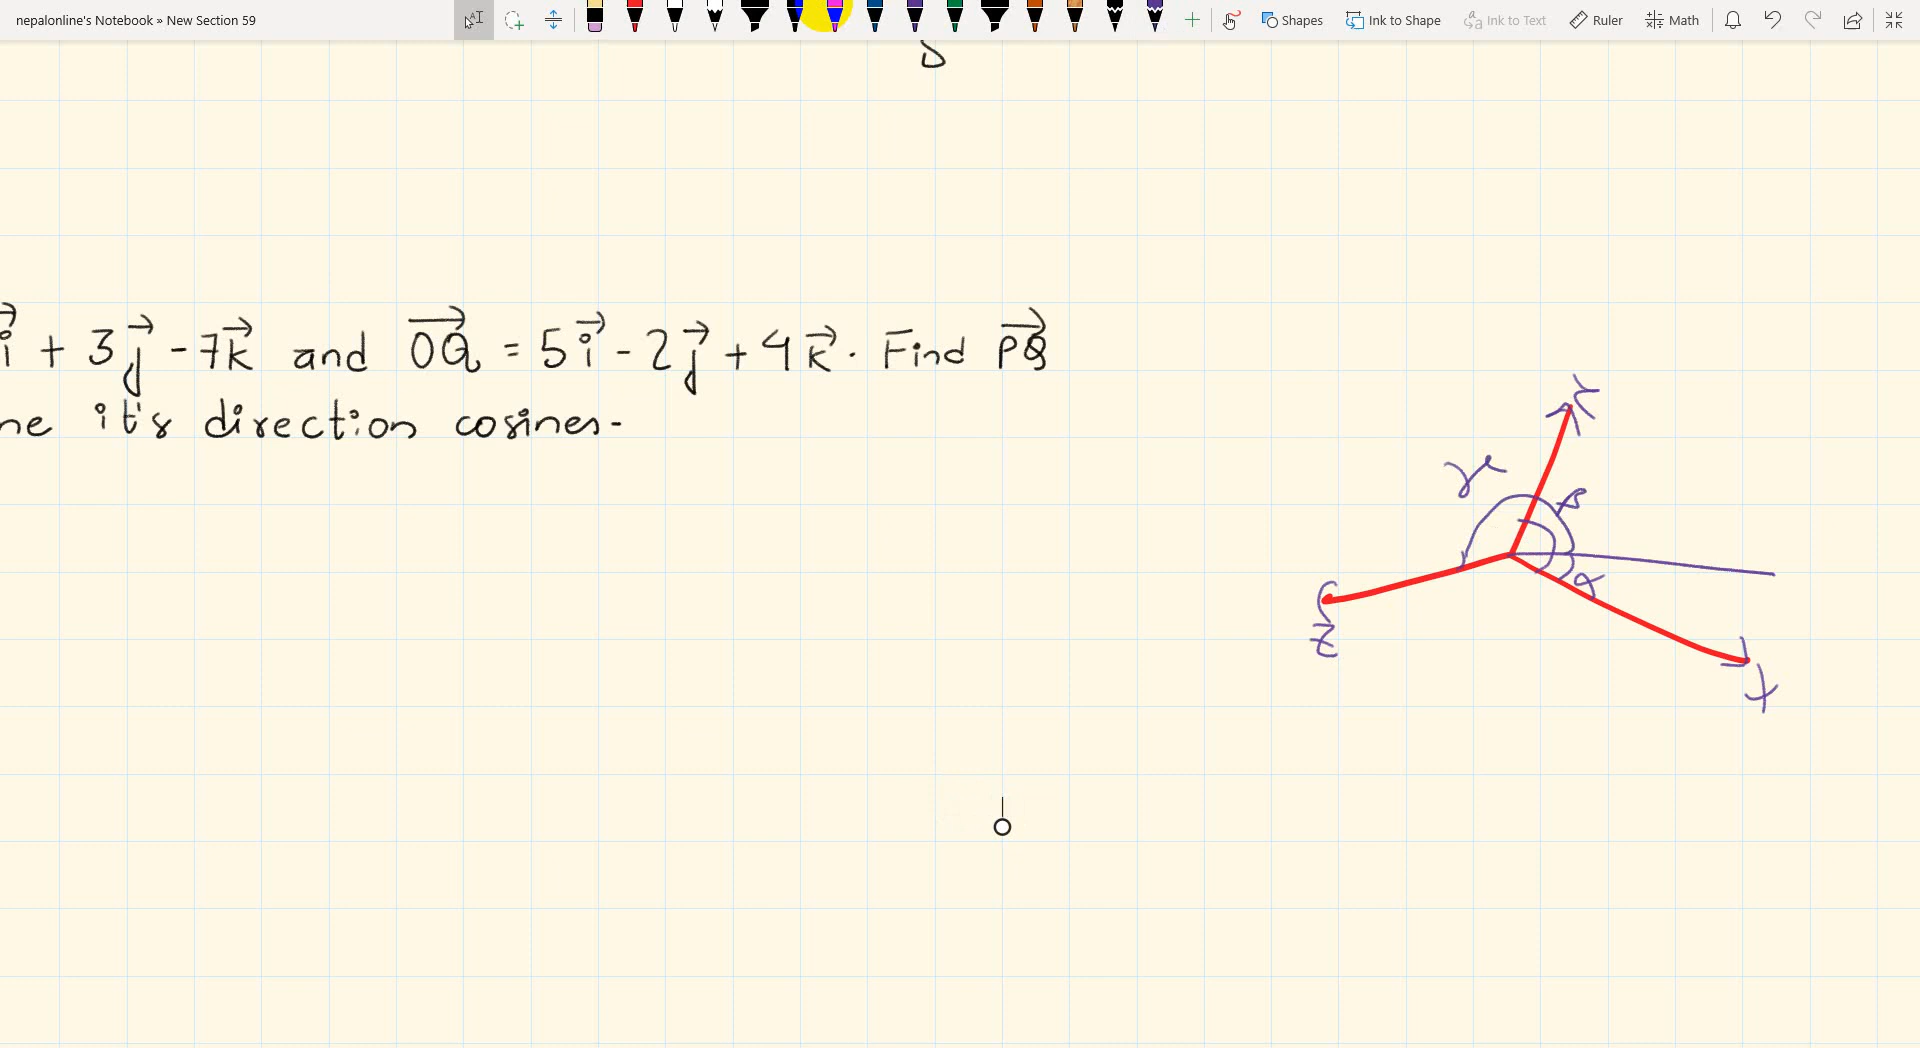 nepalonline's Notebook » New Section 59
Shapes
Ink to Shape
Ink to Text
Ruler
Math
i⃗ + 3j⃗ - 7k⃗ and OQ⃗ = 5i⃗ - 2j⃗ + 4k⃗. Find PQ⃗
ne it's direction cosines.
Y
γ
β
α
Z
X